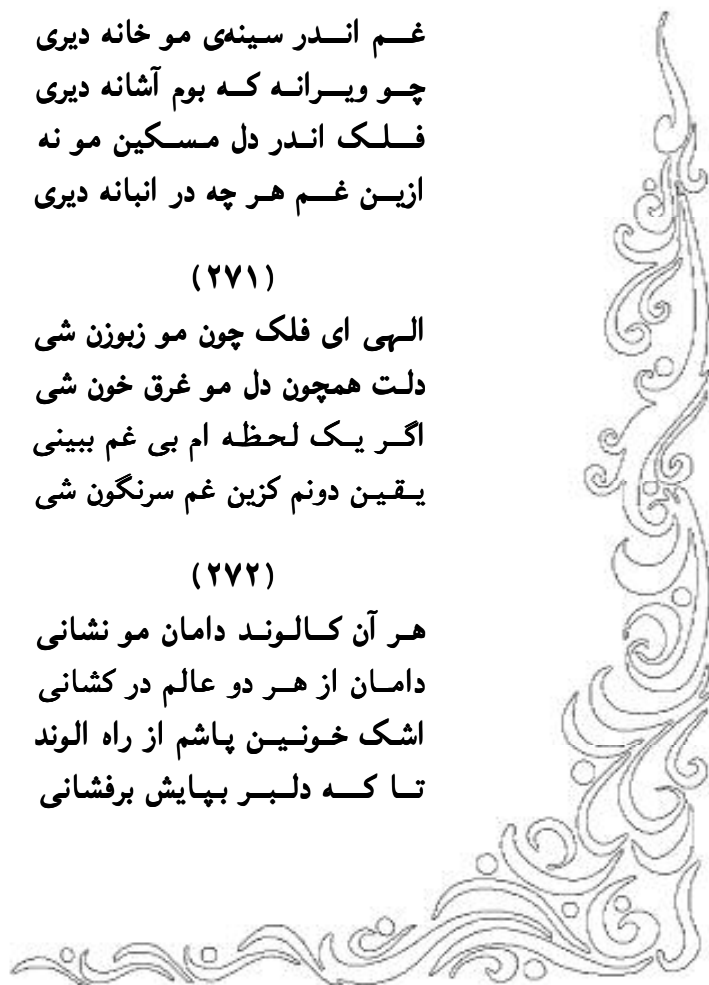 غم اندر سینه‌ی مو خانه دیری
چو ویرانه که بوم آشانه دیری
فلک اندر دل مسکین مو نه
ازین غم هر چه در انبانه دیری
(۲۷۱)
الهی ای فلک چون مو زبوزن شی
دلت همچون دل مو غرق خون شی
اگر یک لحظه ام بی غم ببینی
یقین دونم کزین غم سرنگون شی
(۲۷۲)
هر آن کالوند دامان مو نشانی
دامان از هر دو عالم در کشانی
اشک خونین پاشم از راه الوند
تا که دلبر بپایش برفشانی